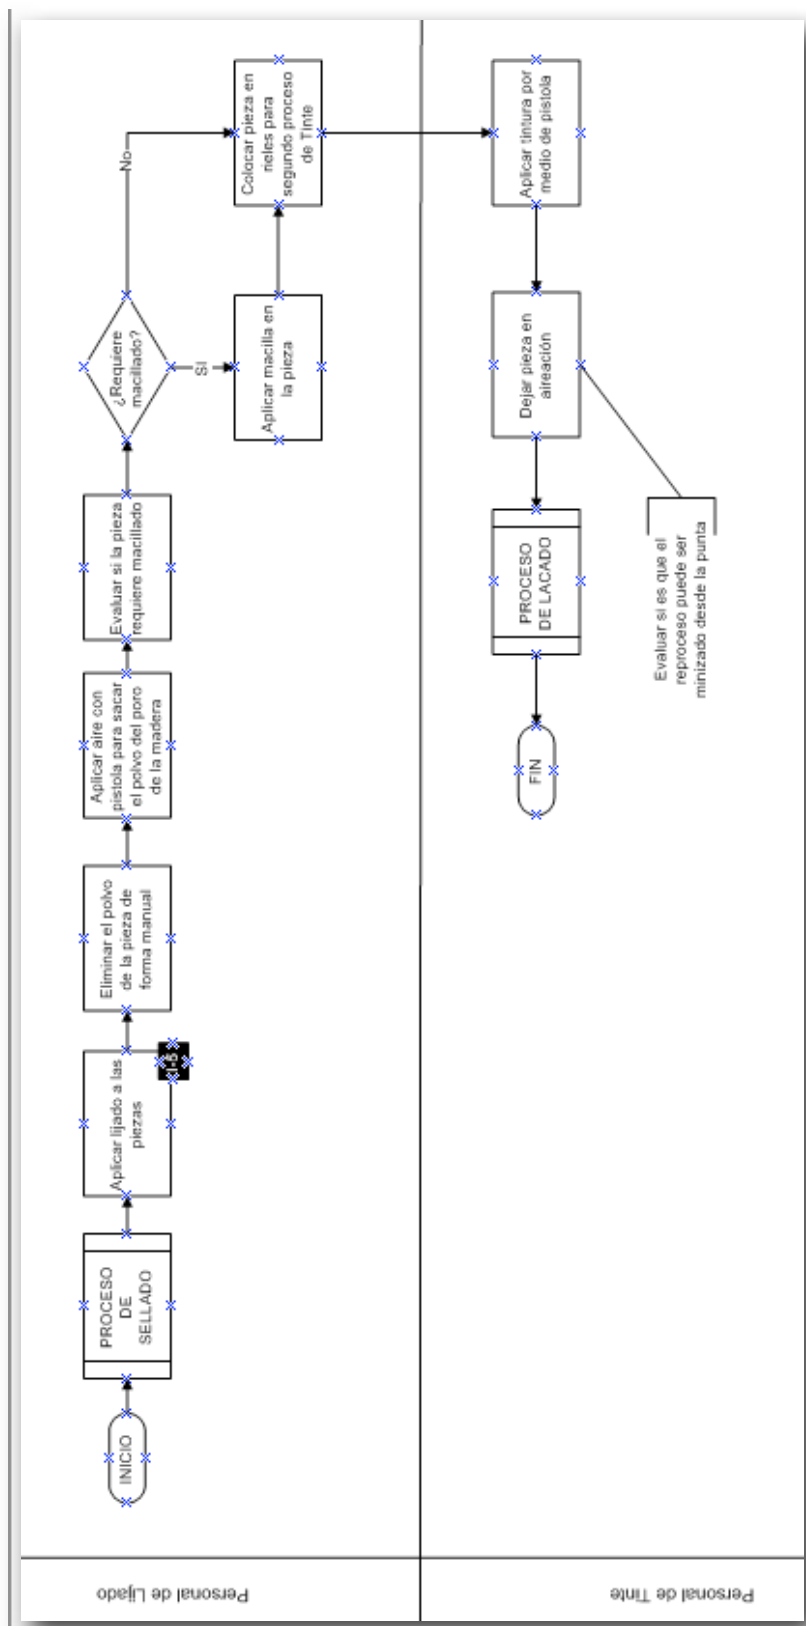 Personal de Lijado
INICIO
PROCESO
DE
SELLADO
Aplicar lijado a las
piezas
Eliminar el polvo
de la pieza de
forma manual
Aplicar aire con
pistola para sacar
el polvo del poro
de la madera
Evaluar si la pieza
requiere macillado
¿Requiere
macillado?
No
SI
Aplicar macilla en
la pieza
Colocar pieza en
rieles para
segundo proceso
de Tinte
Personal de Tinte
Aplicar tintura por
medio de pistola
Dejar pieza en
aireación
PROCESO
DE LACADO
FIN
Evaluar si es que el
reproceso puede ser
minizado desde la punta